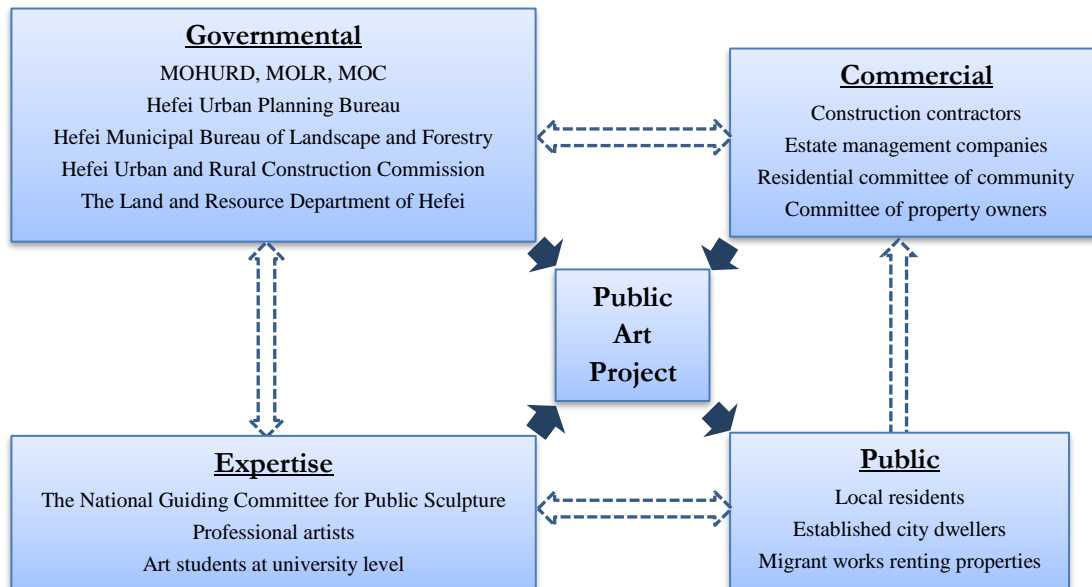 Governmental
MOHURD, MOLR, MOC
Hefei Urban Planning Bureau
Hefei Municipal Bureau of Landscape and Forestry
Hefei Urban and Rural Construction Commission
The Land and Resource Department of Hefei
Commercial
Construction contractors
Estate management companies
Residential committee of community
Committee of property owners
Public
Art
Project
Expertise
The National Guiding Committee for Public Sculpture
Professional artists
Art students at university level
Public
Local residents
Established city dwellers
Migrant works renting properties